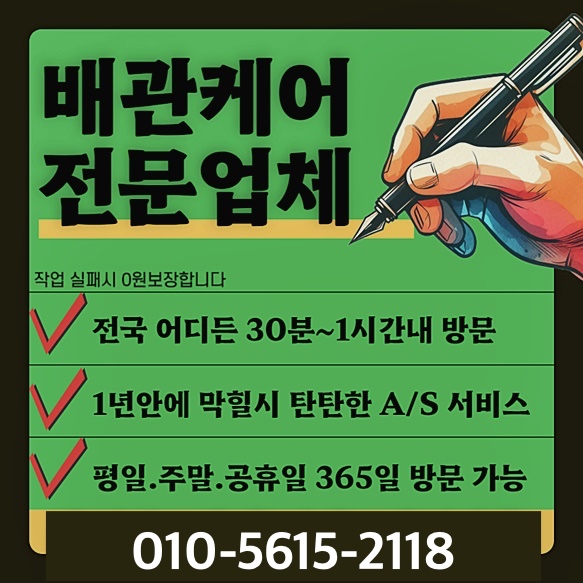 배관케어
전문업체
작업 실패시 0원보장합니다
전국 어디든 30분~1시간내 방문
1년안에 막힐시 탄탄한 A/S 서비스
평일.주말.공휴일 365일 방문 가능
010-5615-2118